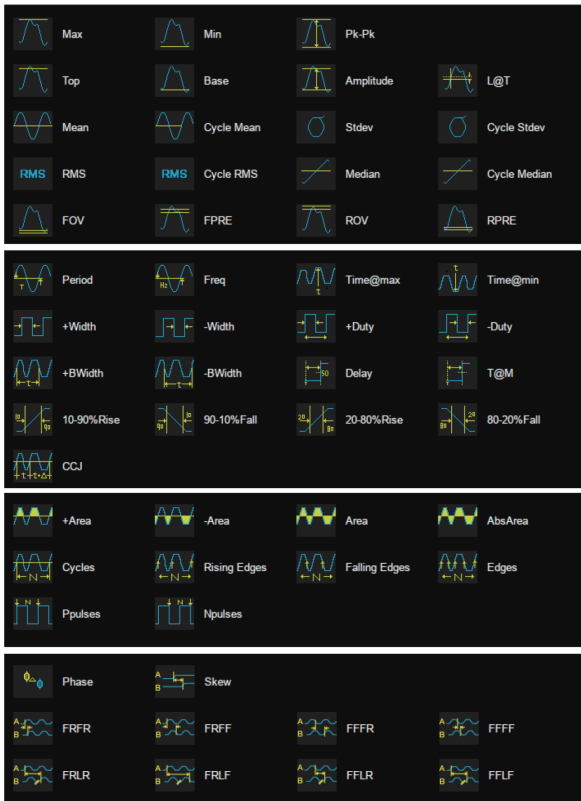 Max Min Pk-Pk
Top Base Amplitude L@T
Mean Cycle Mean Stdev Cycle Stdev
RMS RMS RMS Cycle RMS Median Cycle Median
FOV FPRE ROV RPRE
Period Freq Time@max Time@min
+Width -Width +Duty -Duty
+BWidth -BWidth Delay T@M
10-90%Rise 90-10%Fall 20-80%Rise 80-20%Fall
CCJ
+Area -Area Area AbsArea
Cycles Rising Edges Falling Edges Edges
Ppulses Npulses
Phase Skew
FRFR FRFF FFFR FFFF
FRLR FRLF FFLR FFLF